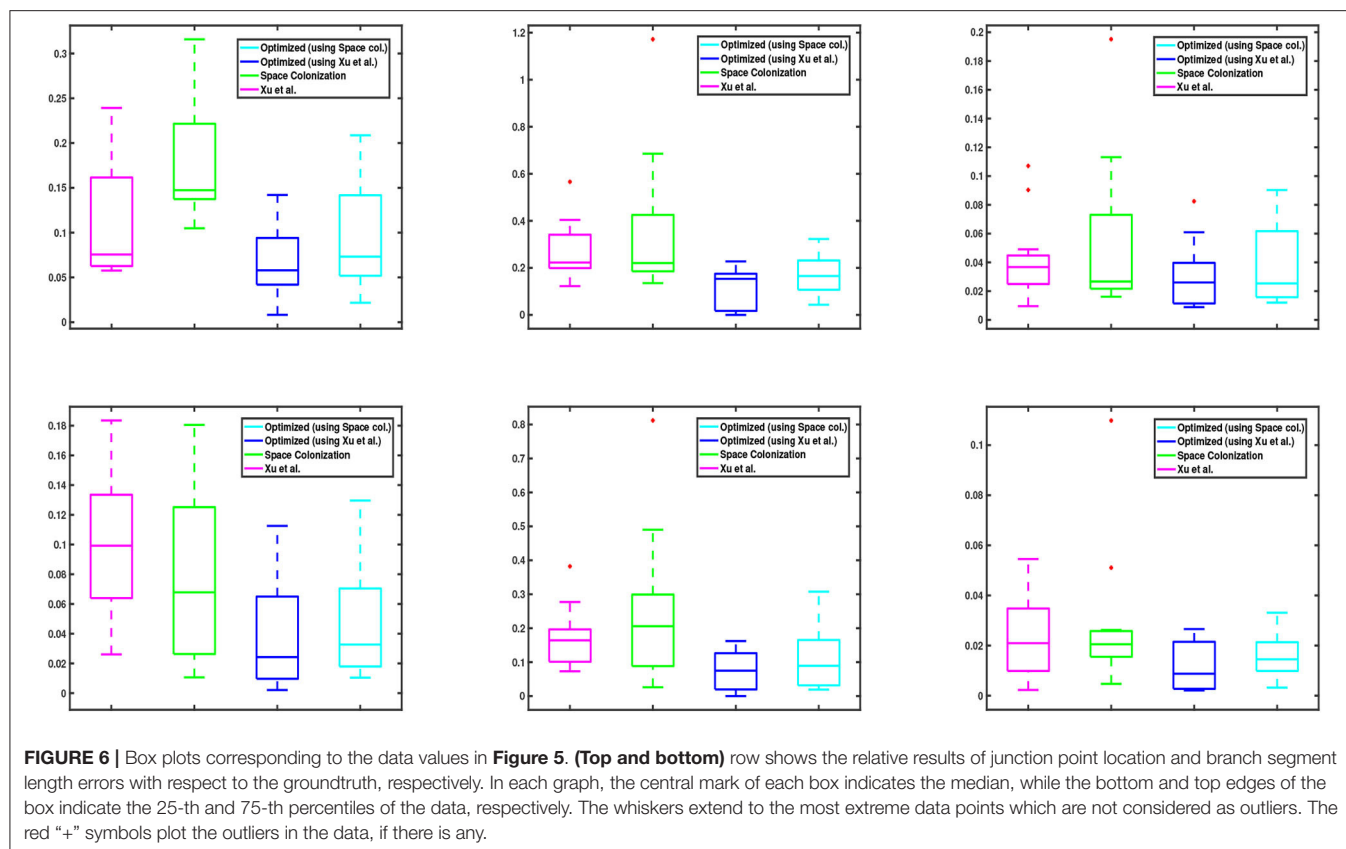 0.3
0.25
0.2
0.15
0.1
0.05
0
Optimized (using Space col.)
Optimized (using Xu et al.)
Space Colonization
Xu et al.
1.2
1
0.8
0.6
0.4
0.2
0
Optimized (using Space col.)
Optimized (using Xu et al.)
Space Colonization
Xu et al.
0.2
0.18
0.16
0.14
0.12
0.1
0.08
0.06
0.04
0.02
0
Optimized (using Space col.)
Optimized (using Xu et al.)
Space Colonization
Xu et al.
0.18
0.16
0.14
0.12
0.1
0.08
0.06
0.04
0.02
0
Optimized (using Space col.)
Optimized (using Xu et al.)
Space Colonization
Xu et al.
0.8
0.7
0.6
0.5
0.4
0.3
0.2
0.1
0
Optimized (using Space col.)
Optimized (using Xu et al.)
Space Colonization
Xu et al.
0.1
0.08
0.06
0.04
0.02
0
Optimized (using Space col.)
Optimized (using Xu et al.)
Space Colonization
Xu et al.
FIGURE 6 | Box plots corresponding to the data values in Figure 5. (Top and bottom) row shows the relative results of junction point location and branch segment
length errors with respect to the groundtruth, respectively. In each graph, the central mark of each box indicates the median, while the bottom and top edges of the
box indicate the 25-th and 75-th percentiles of the data, respectively. The whiskers extend to the most extreme data points which are not considered as outliers. The
red “+” symbols plot the outliers in the data, if there is any.